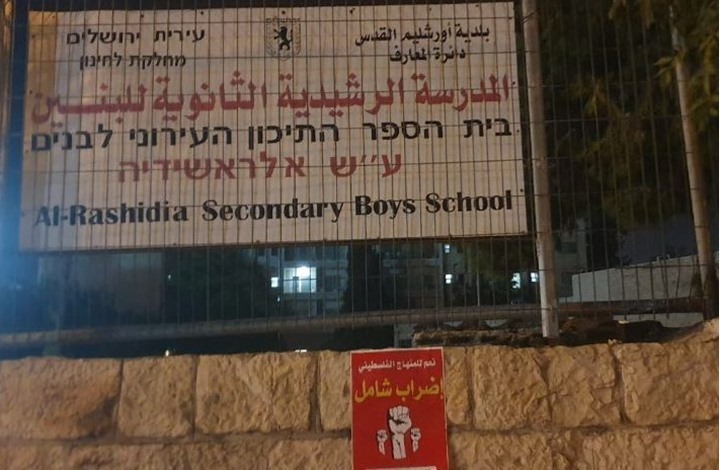 עירית ירושלים
מחלקת לחינוך
بلدية أورشليم القدس
دائرة المعارف
المدرسة الرشيدية الثانوية للبنين
בית הספר התיכון העירוני לבנים
ע״ש אלראשידיה
Al-Rashidia Secondary Boys School
نعم للمنهاج الفلسطيني
إضراب شامل